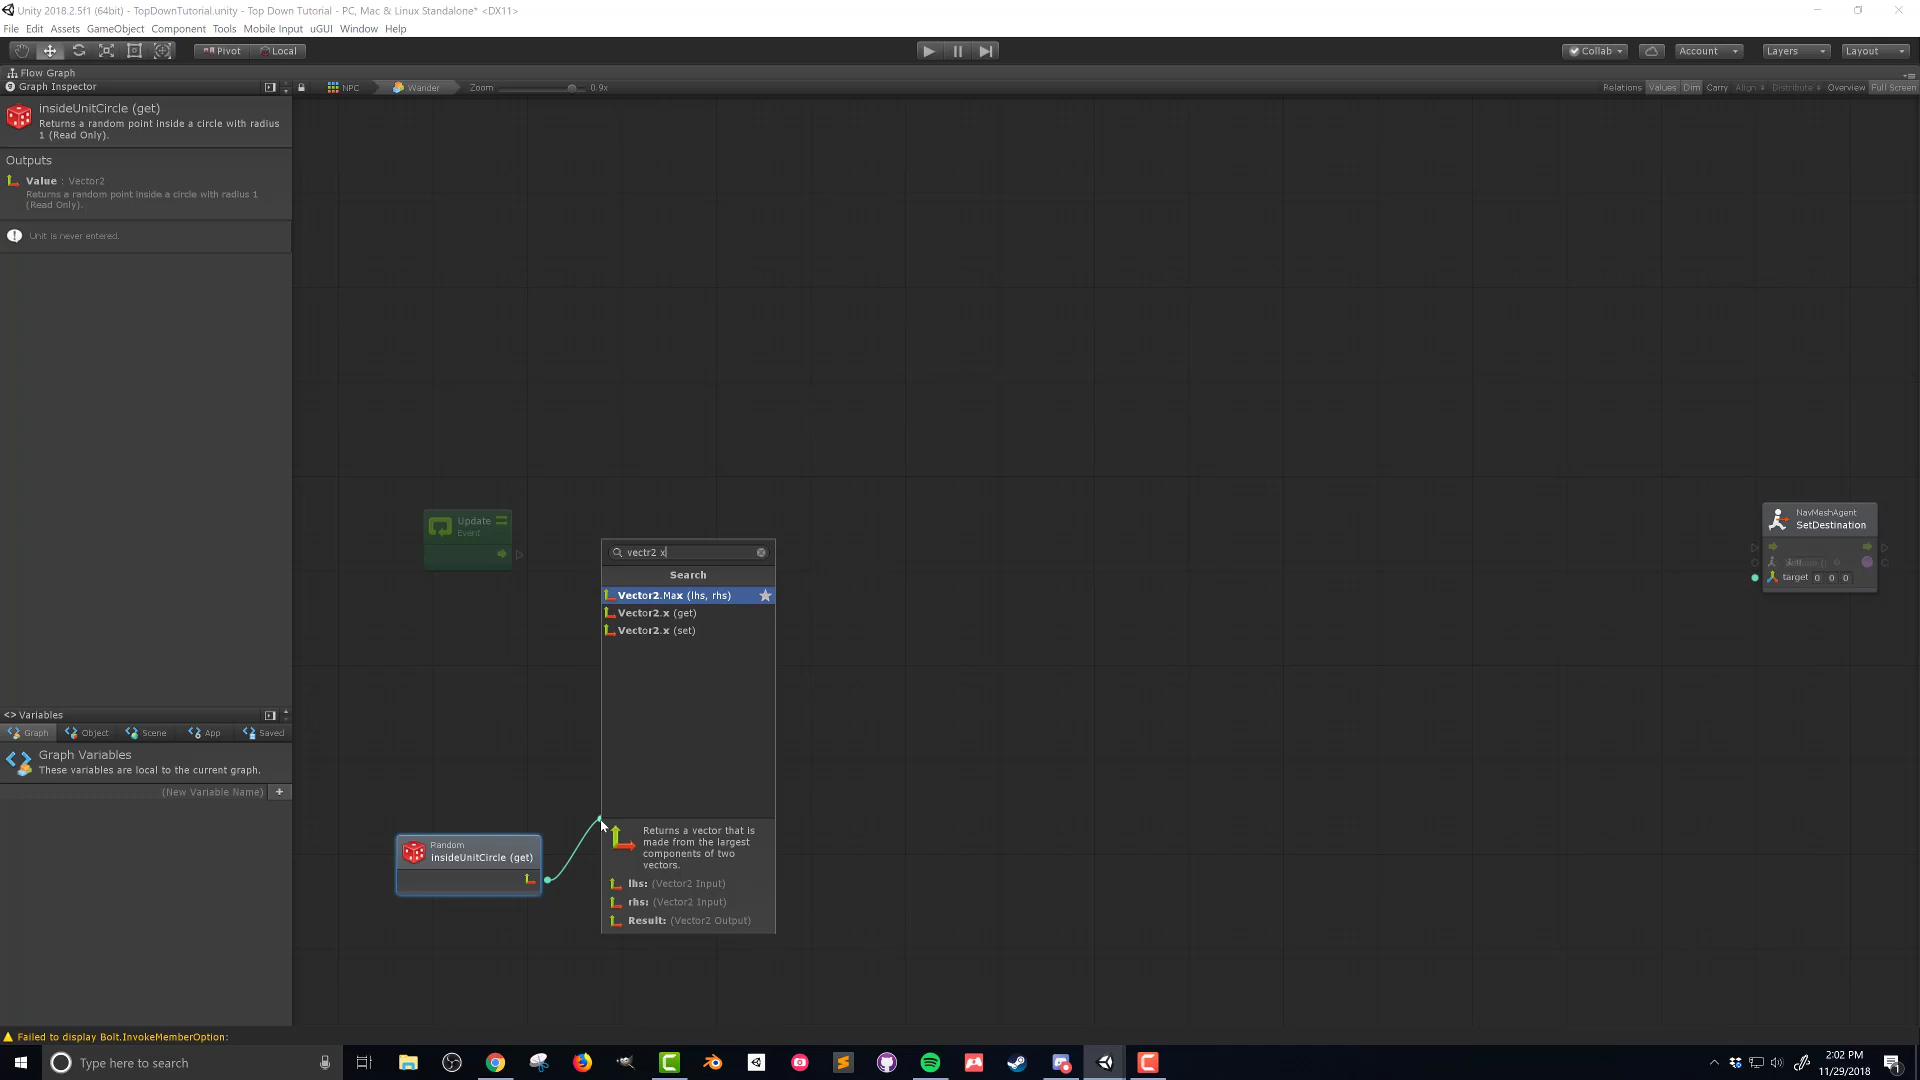 Unity 2018.2.5f1 (64bit) - TopDownTutorial.unity - Top Down Tutorial - PC, Mac & Linux Standalone* <DX11>
File Edit Assets GameObject Component Tools Mobile Input uGUI Window Help
Pivot Local Collab Account Layers Layout
Flow Graph
Graph Inspector NPC Wander Zoom 0.9x Relations Values Dim Carry Align Distribute Overview Full Screen
insideUnitCircle (get)
Returns a random point inside a circle with radius
1 (Read Only).
Outputs
Value : Vector2
Returns a random point inside a circle with radius 1
(Read Only).
Unit is never entered.
Update
Event
vectr2 x
Search
Vector2.Max (lhs, rhs)
Vector2.x (get)
Vector2.x (set)
Returns a vector that is
made from the largest
components of two
vectors.
lhs: (Vector2 Input)
rhs: (Vector2 Input)
Result: (Vector2 Output)
NavMeshAgent
SetDestination
target 0 0 0
Random
insideUnitCircle (get)
<> Variables
Graph Object Scene App Saved
Graph Variables
These variables are local to the current graph.
(New Variable Name) +
Failed to display Bolt.InvokeMemberOption:
Type here to search
2:02 PM
11/29/2018